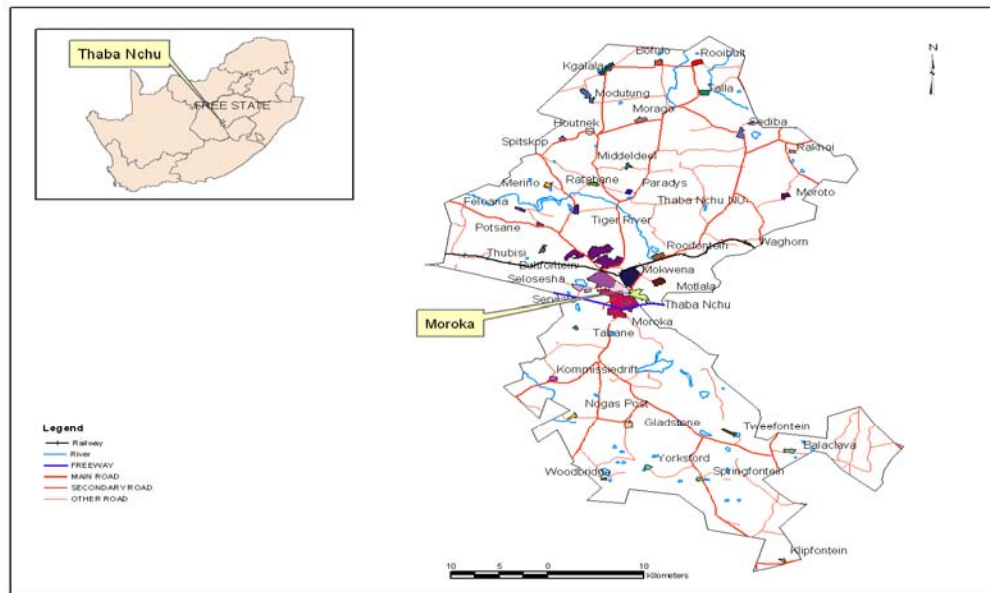 Thaba Nchu
FREE STATE
N
Bofulo
Rooibult
Kgalala
Modutung
Talla
Moraga
Houtnek
Sediba
Spitskop
Middeldeel
Rakhoi
Merino
Ratabane
Paradys
Moroto
Feloana
Thaba Nchu NU
Potsane
Tiger River
Rooifontein
Waghorn
Thubisi
Bultfontein
Mokwena
Selosesha
Motlala
Thaba Nchu
Moroka
Moroka
Tabane
Kommissiedrift
Nogas Post
Gladstone
Tweefontein
Balaclava
Yorksford
Woodbridge
Springfontein
Klipfontein
Legend
Railway
River
FREEWAY
MAIN ROAD
SECONDARY ROAD
OTHER ROAD
10 0 10
Kilometers